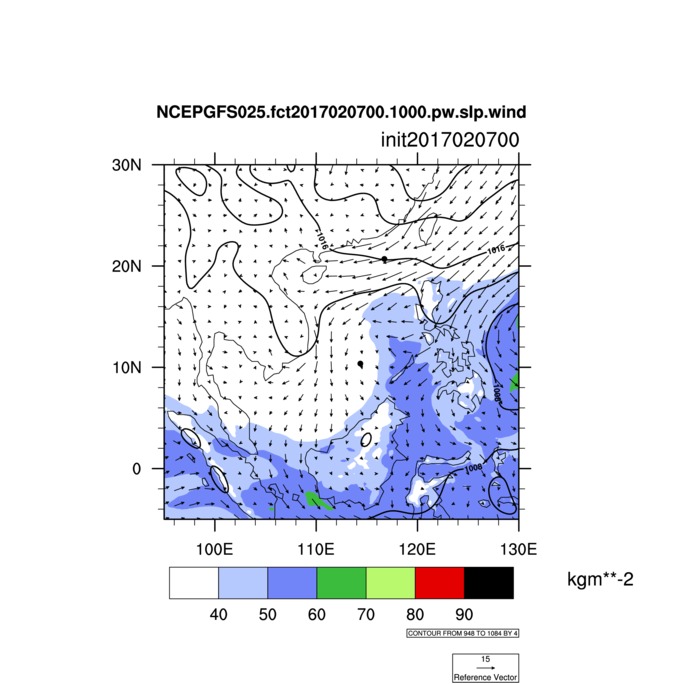 NCEPGFS025.fct2017020700.1000.pw.slp.wind
init2017020700
30N
20N
10N
0
1016
1016
1008
1008
100E
110E
120E
130E
40
50
60
70
80
90
kgm**-2
CONTOUR FROM 948 TO 1084 BY 4
15
Reference Vector